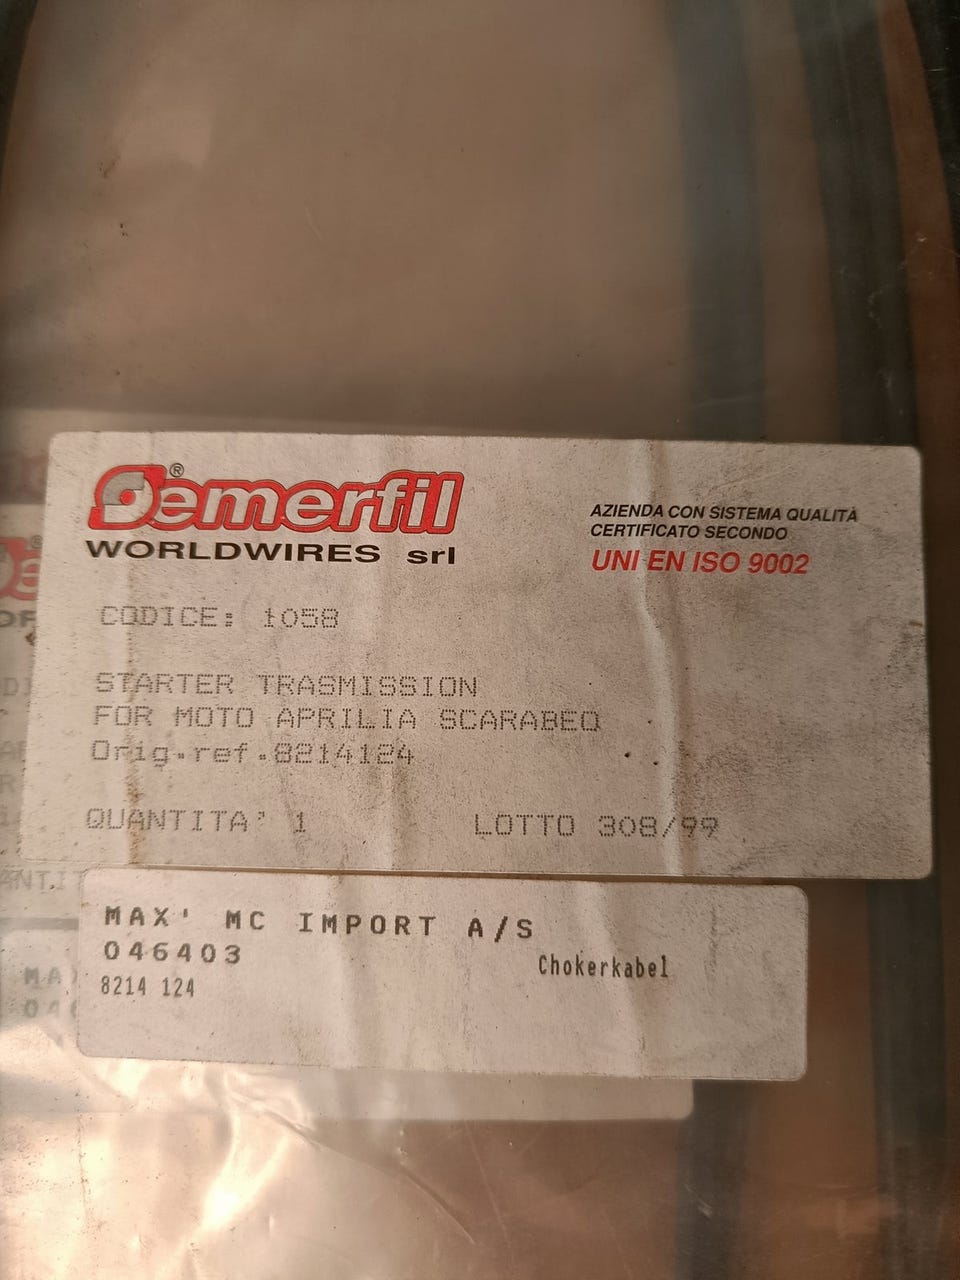 Semerfil®
WORLDWIRES srl
AZIENDA CON SISTEMA QUALITÀ
CERTIFICATO SECONDO
UNI EN ISO 9002
CODICE: 1058
STARTER TRASMISSION
FOR MOTO APRILIA SCARABEO
Orig.ref.8214124
QUANTITA' 1 LOTTO 308/99
MAX' MC IMPORT A/S
046403
Chokerkabel
8214 124